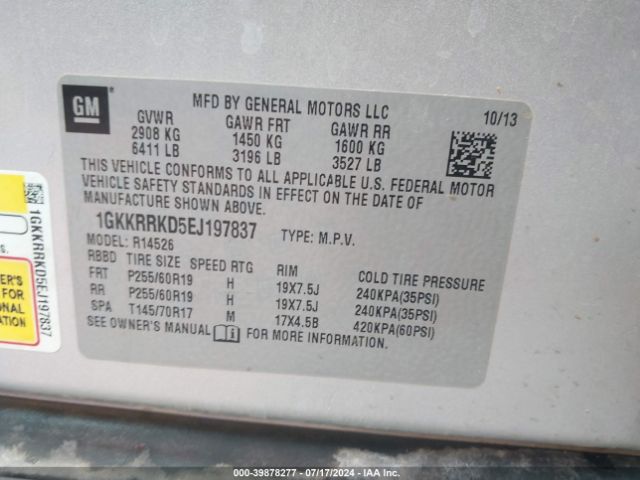 GM
MFD BY GENERAL MOTORS LLC
10/13
GVWR GAWR FRT GAWR RR
2908 KG 1450 KG 1600 KG
6411 LB 3196 LB 3527 LB
THIS VEHICLE CONFORMS TO ALL APPLICABLE U.S. FEDERAL MOTOR
VEHICLE SAFETY STANDARDS IN EFFECT ON THE DATE OF
MANUFACTURE SHOWN ABOVE.
1GKKRRKD5EJ197837 TYPE: M.P.V.
MODEL: R14526
RBBD TIRE SIZE SPEED RTG RIM COLD TIRE PRESSURE
FRT P255/60R19 H 19X7.5J 240KPA(35PSI)
RR P255/60R19 H 19X7.5J 240KPA(35PSI)
SPA T145/70R17 M 17X4.5B 420KPA(60PSI)
SEE OWNER'S MANUAL FOR MORE INFORMATION.
1GKKRRKD5EJ197837
S.
ER'S
FOR
ONAL
TION
000-39878277 - 07/17/2024 - IAA Inc.